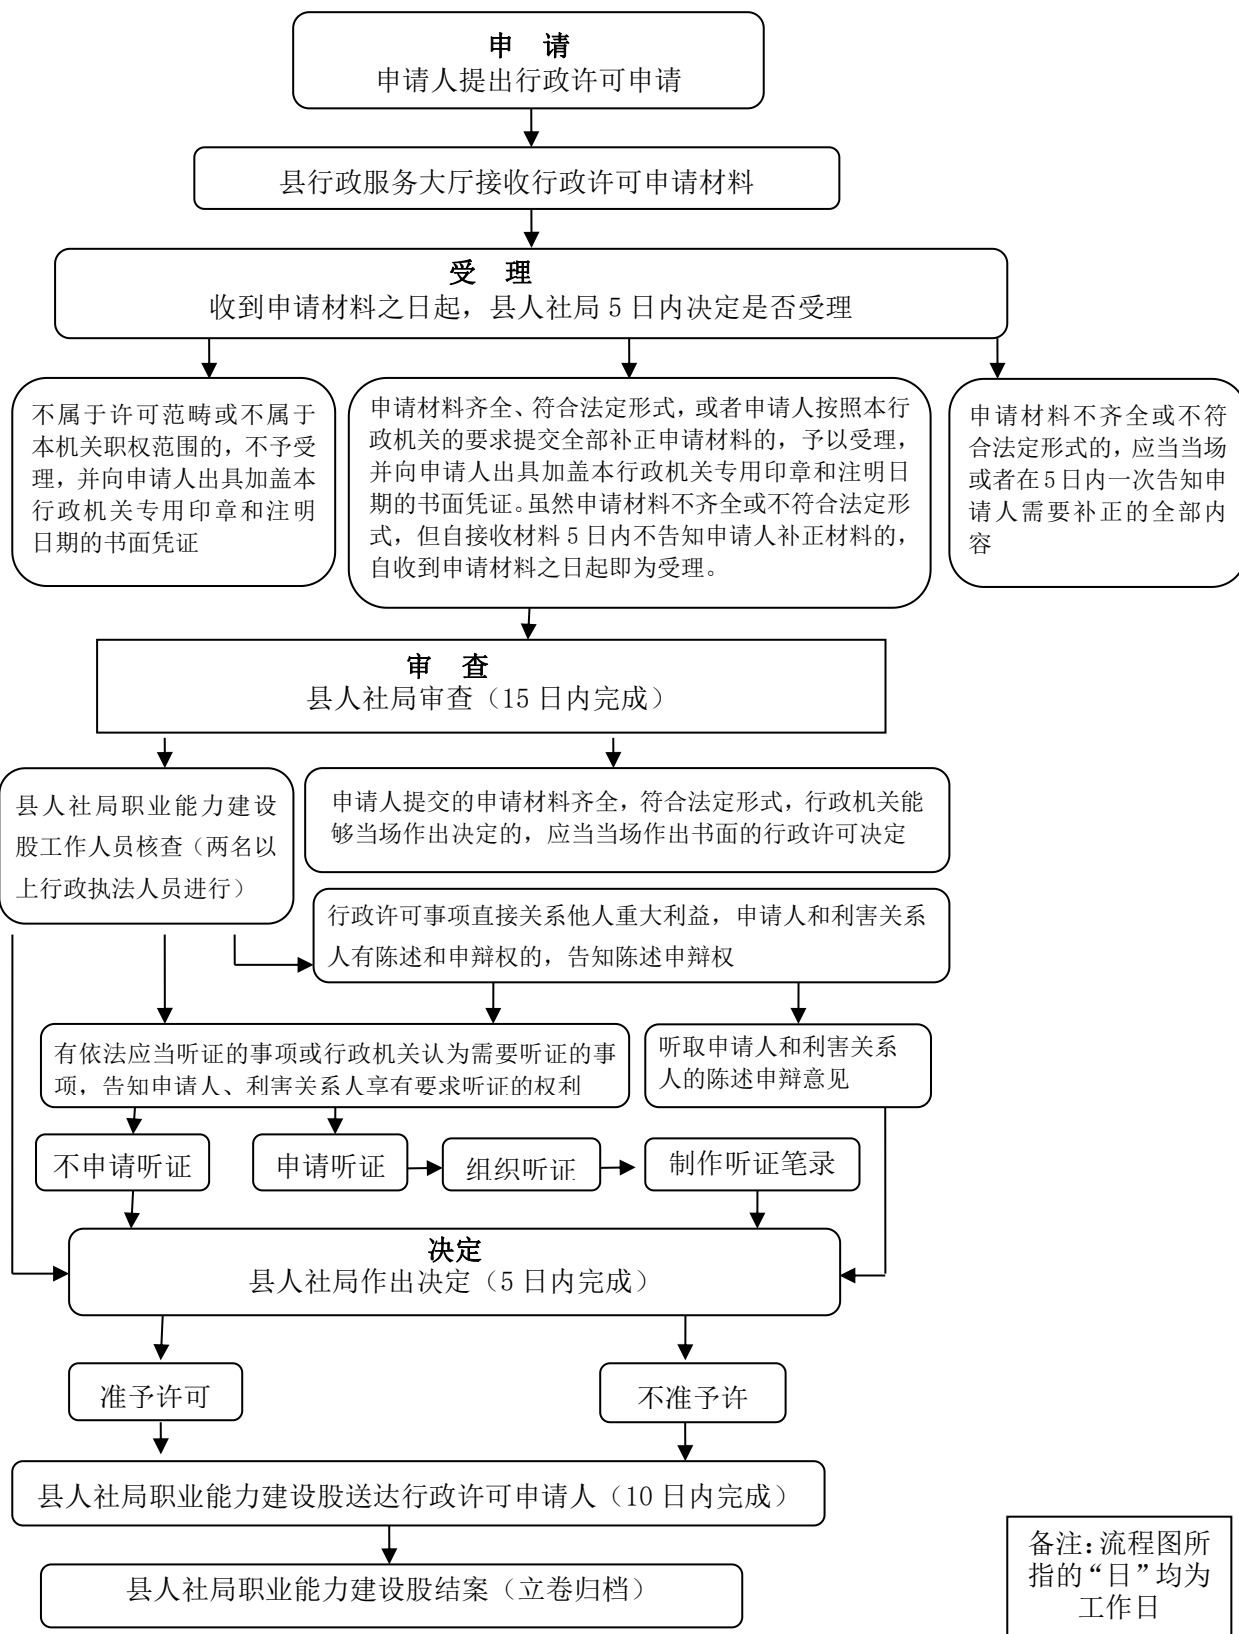 申 请
申请人提出行政许可申请
县行政服务大厅接收行政许可申请材料
受 理
收到申请材料之日起，县人社局 5 日内决定是否受理
不属于许可范畴或不属于
本机关职权范围的，不予受
理，并向申请人出具加盖本
行政机关专用印章和注明
日期的书面凭证
申请材料齐全、符合法定形式，或者申请人按照本行
政机关的要求提交全部补正申请材料的，予以受理，
并向申请人出具加盖本行政机关专用印章和注明日
期的书面凭证。虽然申请材料不齐全或不符合法定形
式，但自接收材料 5 日内不告知申请人补正材料的，
自收到申请材料之日起即为受理。
申请材料不齐全或不符
合法定形式的，应当当场
或者在 5 日内一次告知申
请人需要补正的全部内
容
审 查
县人社局审查（15 日内完成）
县人社局职业能力建设
股工作人员核查（两名以
上行政执法人员进行）
申请人提交的申请材料齐全，符合法定形式，行政机关能
够当场作出决定的，应当当场作出书面的行政许可决定
行政许可事项直接关系他人重大利益，申请人和利害关系
人有陈述和申辩权的，告知陈述申辩权
有依法应当听证的事项或行政机关认为需要听证的事
项，告知申请人、利害关系人享有要求听证的权利
听取申请人和利害关系
人的陈述申辩意见
不申请听证
申请听证
组织听证
制作听证笔录
决定
县人社局作出决定（5 日内完成）
准予许可
不准予许
县人社局职业能力建设股送达行政许可申请人（10 日内完成）
县人社局职业能力建设股结案（立卷归档）
备注：流程图所
指的“日”均为
工作日